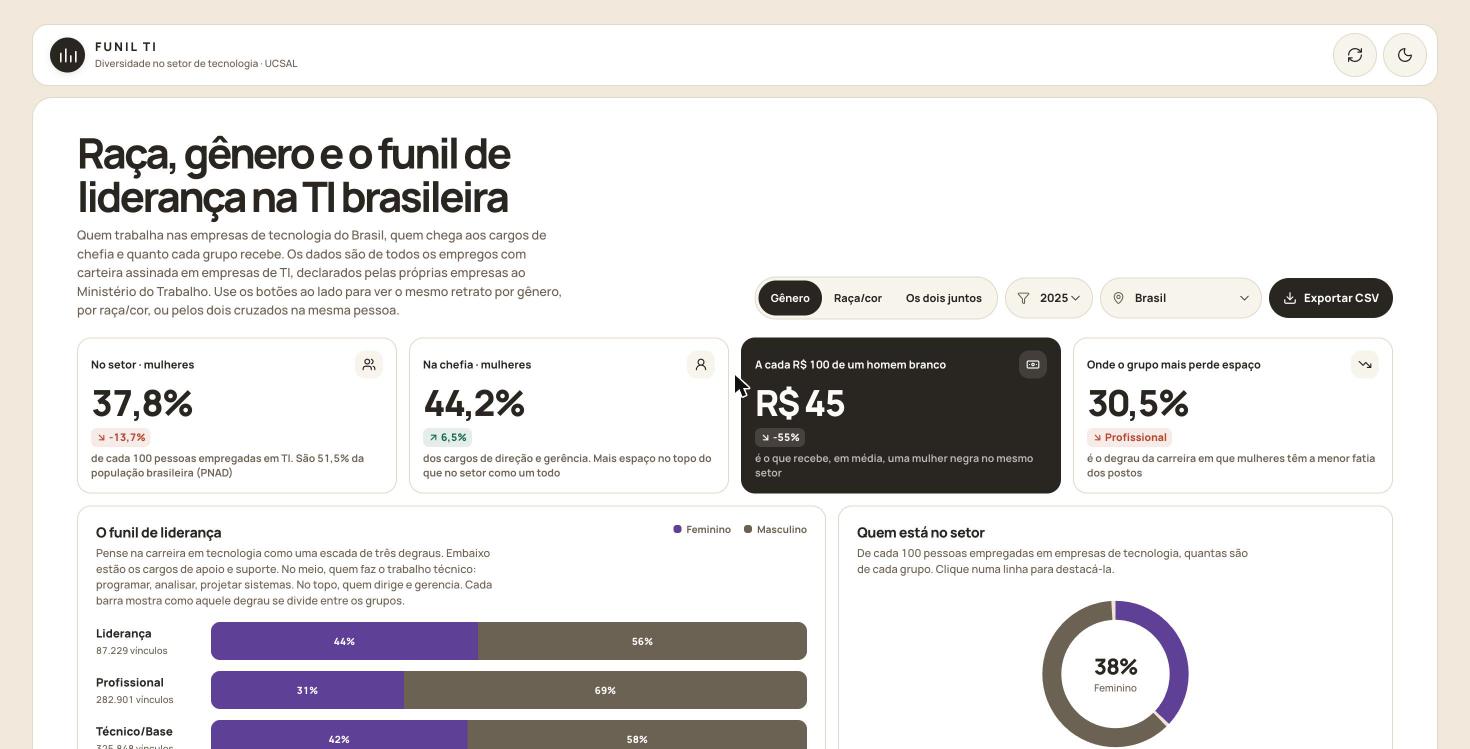 FUNIL TI
Diversidade no setor de tecnologia · UCSAL
Raça, gênero e o funil de
liderança na TI brasileira
Quem trabalha nas empresas de tecnologia do Brasil, quem chega aos cargos de
chefia e quanto cada grupo recebe. Os dados são de todos os empregos com
carteira assinada em empresas de TI, declarados pelas próprias empresas ao
Ministério do Trabalho. Use os botões ao lado para ver o mesmo retrato por gênero,
por raça/cor, ou pelos dois cruzados na mesma pessoa.
Gênero Raça/cor Os dois juntos 2025 Brasil Exportar CSV
No setor · mulheres
37,8%
-13,7%
de cada 100 pessoas empregadas em TI. São 51,5% da
população brasileira (PNAD)
Na chefia · mulheres
44,2%
6,5%
dos cargos de direção e gerência. Mais espaço no topo do
que no setor como um todo
A cada R$ 100 de um homem branco
R$ 45
-55%
é o que recebe, em média, uma mulher negra no mesmo
setor
Onde o grupo mais perde espaço
30,5%
Profissional
é o degrau da carreira em que mulheres têm a menor fatia
dos postos
O funil de liderança
Feminino Masculino
Pense na carreira em tecnologia como uma escada de três degraus. Embaixo
estão os cargos de apoio e suporte. No meio, quem faz o trabalho técnico:
programar, analisar, projetar sistemas. No topo, quem dirige e gerencia. Cada
barra mostra como aquele degrau se divide entre os grupos.
Liderança
87.229 vínculos
44% 56%
Profissional
282.901 vínculos
31% 69%
Técnico/Base
325.848 vínculos
42% 58%
Quem está no setor
De cada 100 pessoas empregadas em empresas de tecnologia, quantas são
de cada grupo. Clique numa linha para destacá-la.
38%
Feminino